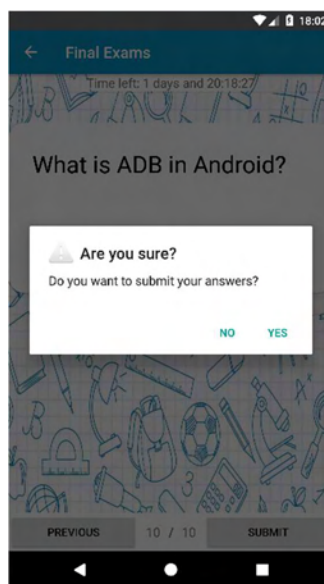 18:02
Final Exams
Time left: 1 days and 20:18:27
What is ADB in Android?
Are you sure?
Do you want to submit your answers?
NO YES
PREVIOUS 10 / 10 SUBMIT